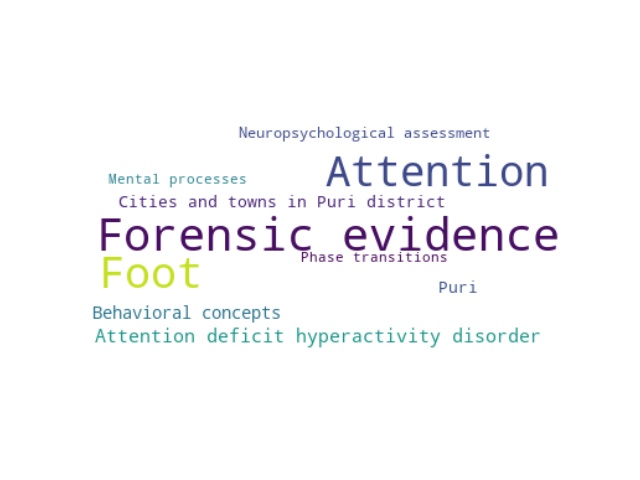 Neuropsychological assessment
Attention
Mental processes
Cities and towns in Puri district
Forensic evidence
Phase transitions
Foot
Puri
Behavioral concepts
Attention deficit hyperactivity disorder